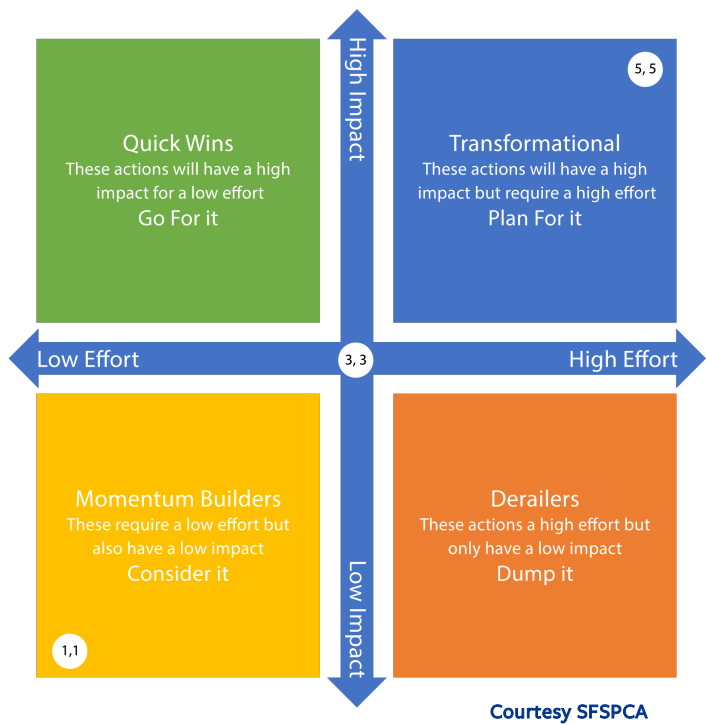 High Impact
5, 5
Quick Wins
These actions will have a high
impact for a low effort
Go For it
Transformational
These actions will have a high
impact but require a high effort
Plan For it
Low Effort
3, 3
High Effort
Momentum Builders
These require a low effort but
also have a low impact
Consider it
Derailers
These actions a high effort but
only have a low impact
Dump it
Low Impact
1,1
Courtesy SFSPCA